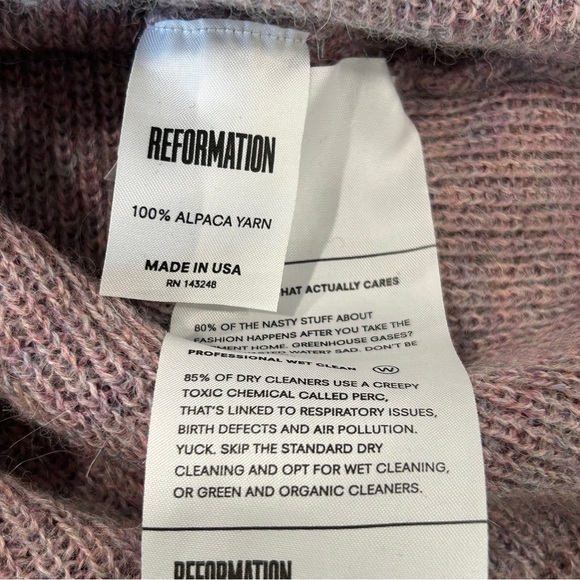 REFORMATION
100% ALPACA YARN
MADE IN USA
RN 143248
HAT ACTUALLY CARES
80% OF THE NASTY STUFF ABOUT
FASHION HAPPENS AFTER YOU TAKE THE
MENT HOME. GREENHOUSE GASES?
WATER? SAD. DON'T BE
PROFESSIONAL WET CLEAN W
85% OF DRY CLEANERS USE A CREEPY
TOXIC CHEMICAL CALLED PERC,
THAT'S LINKED TO RESPIRATORY ISSUES,
BIRTH DEFECTS AND AIR POLLUTION.
YUCK. SKIP THE STANDARD DRY
CLEANING AND OPT FOR WET CLEANING,
OR GREEN AND ORGANIC CLEANERS.
REFORMATION